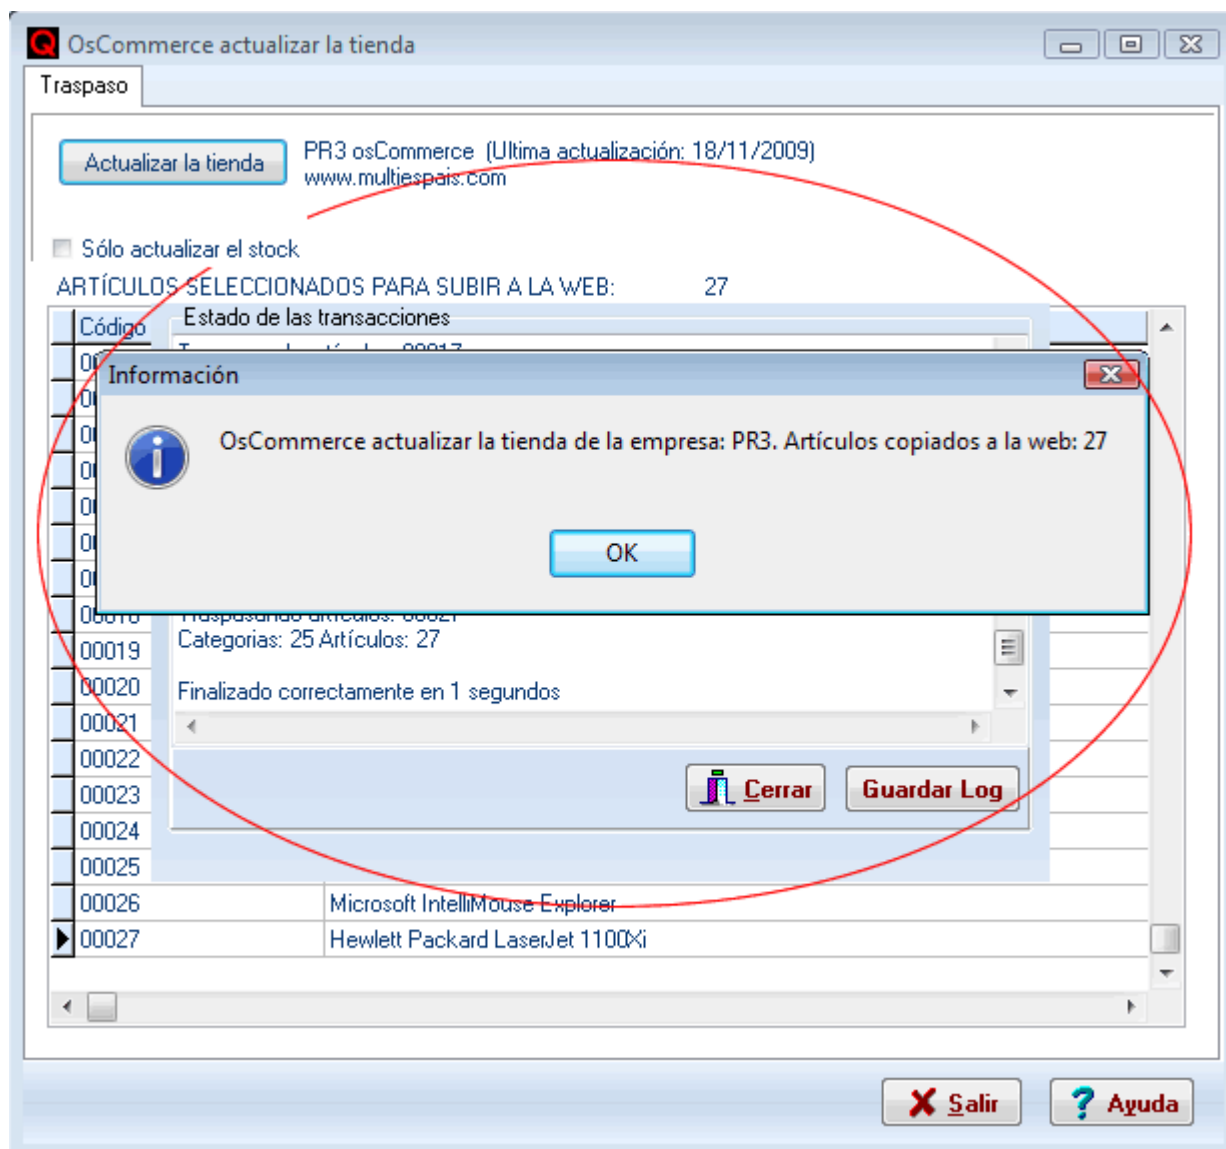 OsCommerce actualizar la tienda
Traspaso
Actualizar la tienda
PR3 osCommerce (Ultima actualización: 18/11/2009)
www.multiespais.com
Sólo actualizar el stock
ARTÍCULOS SELECCIONADOS PARA SUBIR A LA WEB: 27
Código
Estado de las transacciones
Información
OsCommerce actualizar la tienda de la empresa: PR3. Artículos copiados a la web: 27
OK
00019
Categorias: 25 Artículos: 27
00020
Finalizado correctamente en 1 segundos
00021
00022
00023
Cerrar
Guardar Log
00024
00025
00026 Microsoft IntelliMouse Explorer
00027 Hewlett Packard LaserJet 1100Xi
Salir
Ayuda